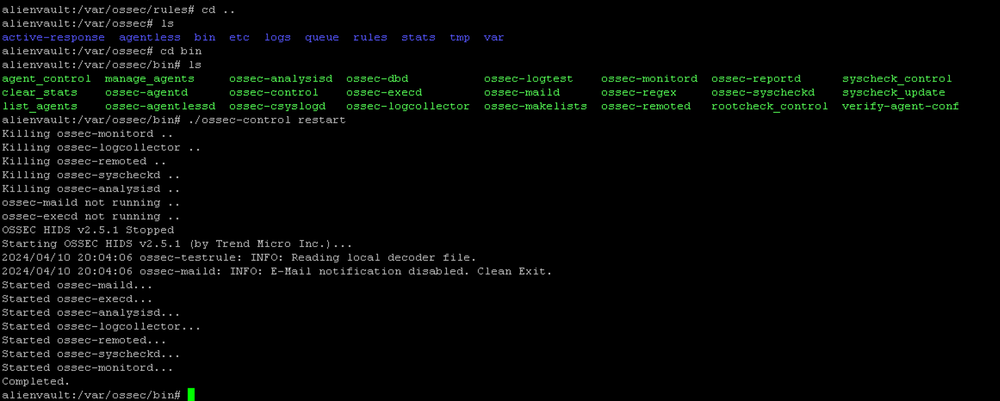 alienvault:/var/ossec/rules# cd ..
alienvault:/var/ossec# ls
active-response  agentless  bin  etc  logs  queue  rules  stats  tmp  var
alienvault:/var/ossec# cd bin
alienvault:/var/ossec/bin# ls
agent_control  manage_agents     ossec-analysisd  ossec-dbd           ossec-logtest    ossec-monitord  ossec-reportd     syscheck_control
clear_stats    ossec-agentd      ossec-control    ossec-execd         ossec-maild      ossec-regex     ossec-syscheckd   syscheck_update
list_agents    ossec-agentlessd  ossec-csyslogd   ossec-logcollector  ossec-makelists  ossec-remoted   rootcheck_control  verify-agent-conf
alienvault:/var/ossec/bin# ./ossec-control restart
Killing ossec-monitord ..
Killing ossec-logcollector ..
Killing ossec-remoted ..
Killing ossec-syscheckd ..
Killing ossec-analysisd ..
ossec-maild not running ..
ossec-execd not running ..
OSSEC HIDS v2.5.1 Stopped
Starting OSSEC HIDS v2.5.1 (by Trend Micro Inc.)...
2024/04/10 20:04:06 ossec-testrule: INFO: Reading local decoder file.
2024/04/10 20:04:06 ossec-maild: INFO: E-Mail notification disabled. Clean Exit.
Started ossec-maild...
Started ossec-execd...
Started ossec-analysisd...
Started ossec-logcollector...
Started ossec-remoted...
Started ossec-syscheckd...
Started ossec-monitord...
Completed.
alienvault:/var/ossec/bin#